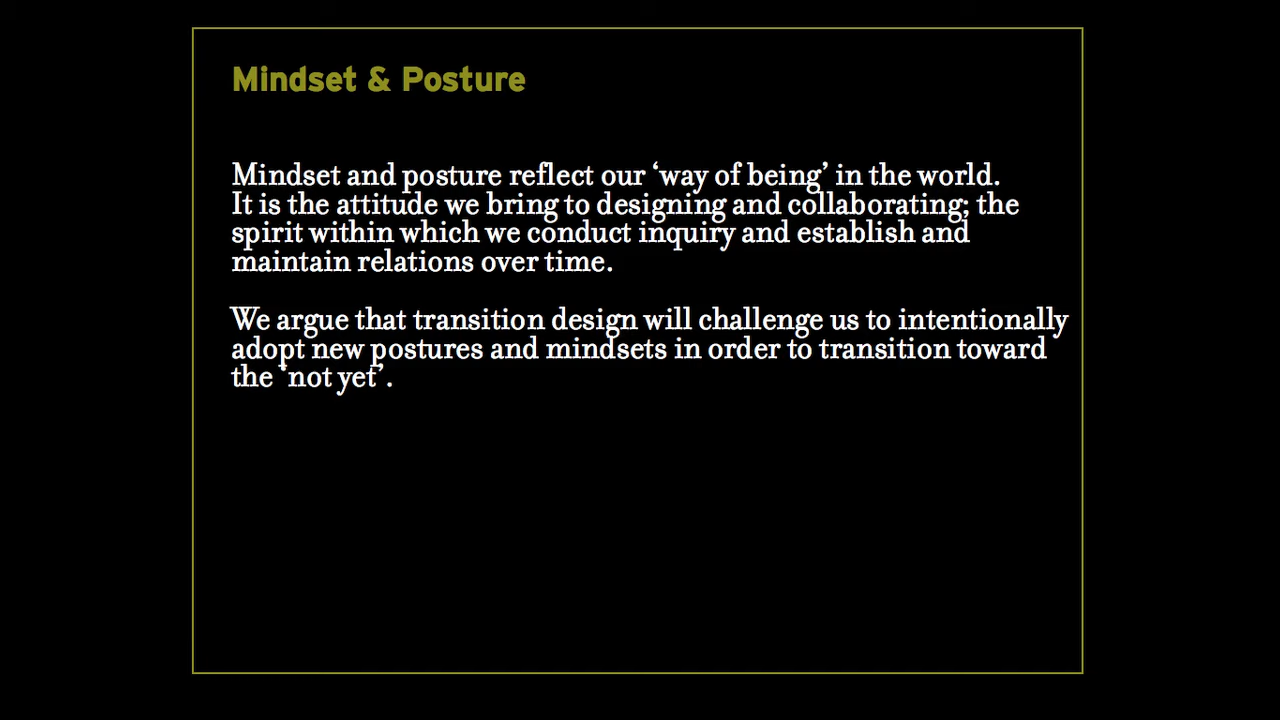 Mindset & Posture
Mindset and posture reflect our ‘way of being’ in the world.
It is the attitude we bring to designing and collaborating; the
spirit within which we conduct inquiry and establish and
maintain relations over time.
We argue that transition design will challenge us to intentionally
adopt new postures and mindsets in order to transition toward
the ‘not yet’.